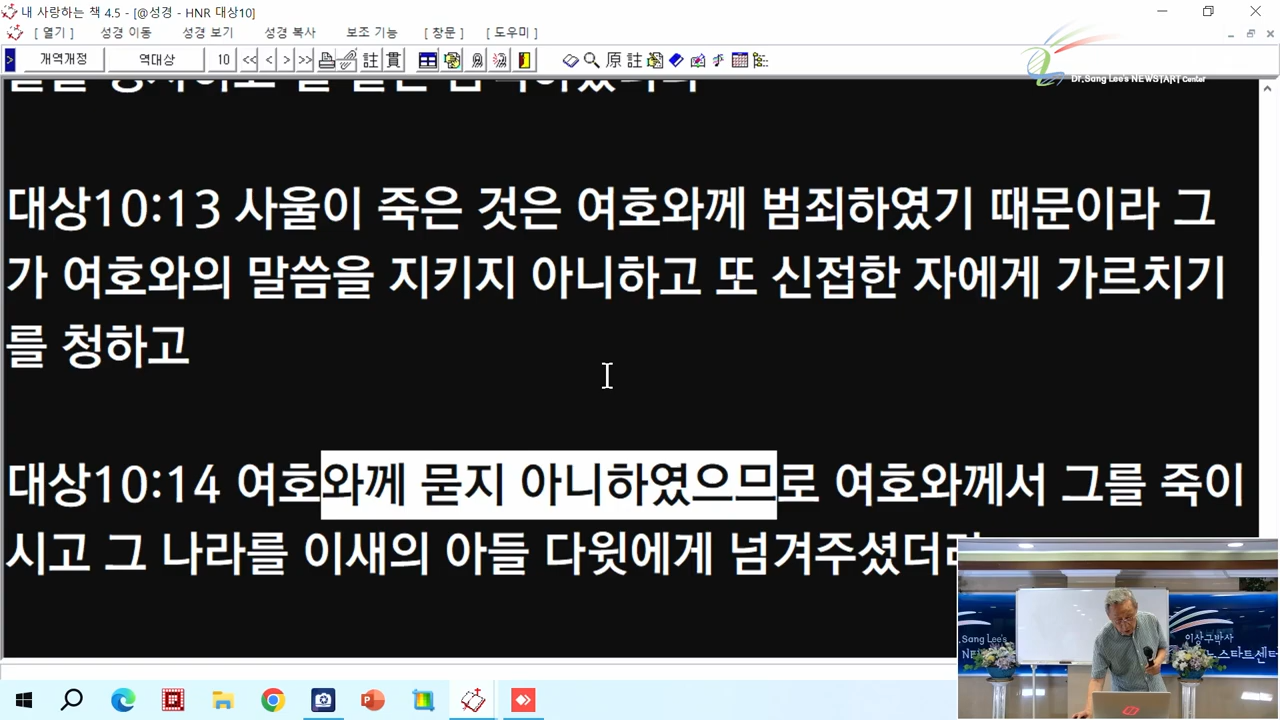 내 사랑하는 책 4.5 - [@성경 - HNR 대상10]
[ 열기 ] 성경 이동 성경 보기 성경 복사 보조 기능 [ 창문 ] [ 도우미 ]
> 개역개정 역대상 10 << < > >> 註 貫 原 註
Dr.Sang Lee's NEWSTART Center
대상10:13 사울이 죽은 것은 여호와께 범죄하였기 때문이라 그
가 여호와의 말씀을 지키지 아니하고 또 신접한 자에게 가르치기
를 청하고
대상10:14 여호와께 묻지 아니하였으므로 여호와께서 그를 죽이
시고 그 나라를 이새의 아들 다윗에게 넘겨주셨더라
.Sang Lee's
이상구박사
스타트센터